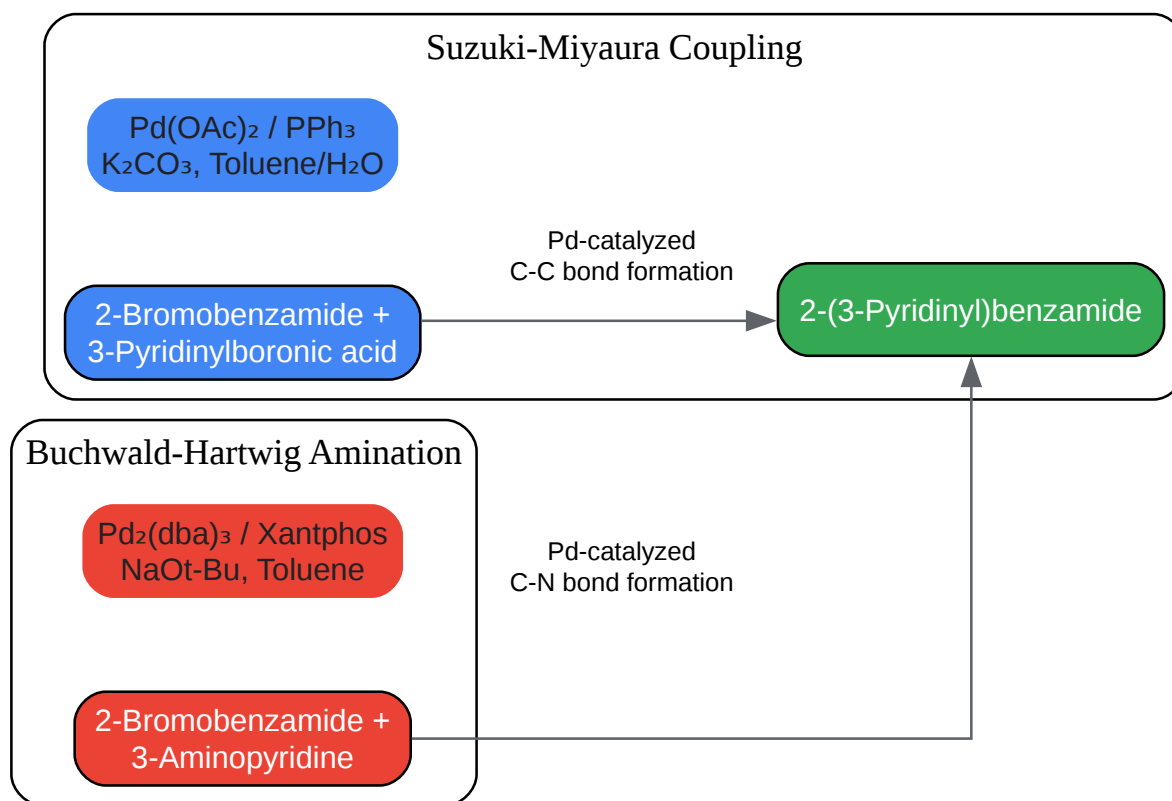 Suzuki-Miyaura Coupling
Pd(OAc)₂ / PPh₃
K₂CO₃, Toluene/H₂O
Pd-catalyzed
C-C bond formation
2-Bromobenzamide +
3-Pyridinylboronic acid
2-(3-Pyridinyl)benzamide
Buchwald-Hartwig Amination
Pd₂(dba)₃ / Xantphos
NaOt-Bu, Toluene
Pd-catalyzed
C-N bond formation
2-Bromobenzamide +
3-Aminopyridine